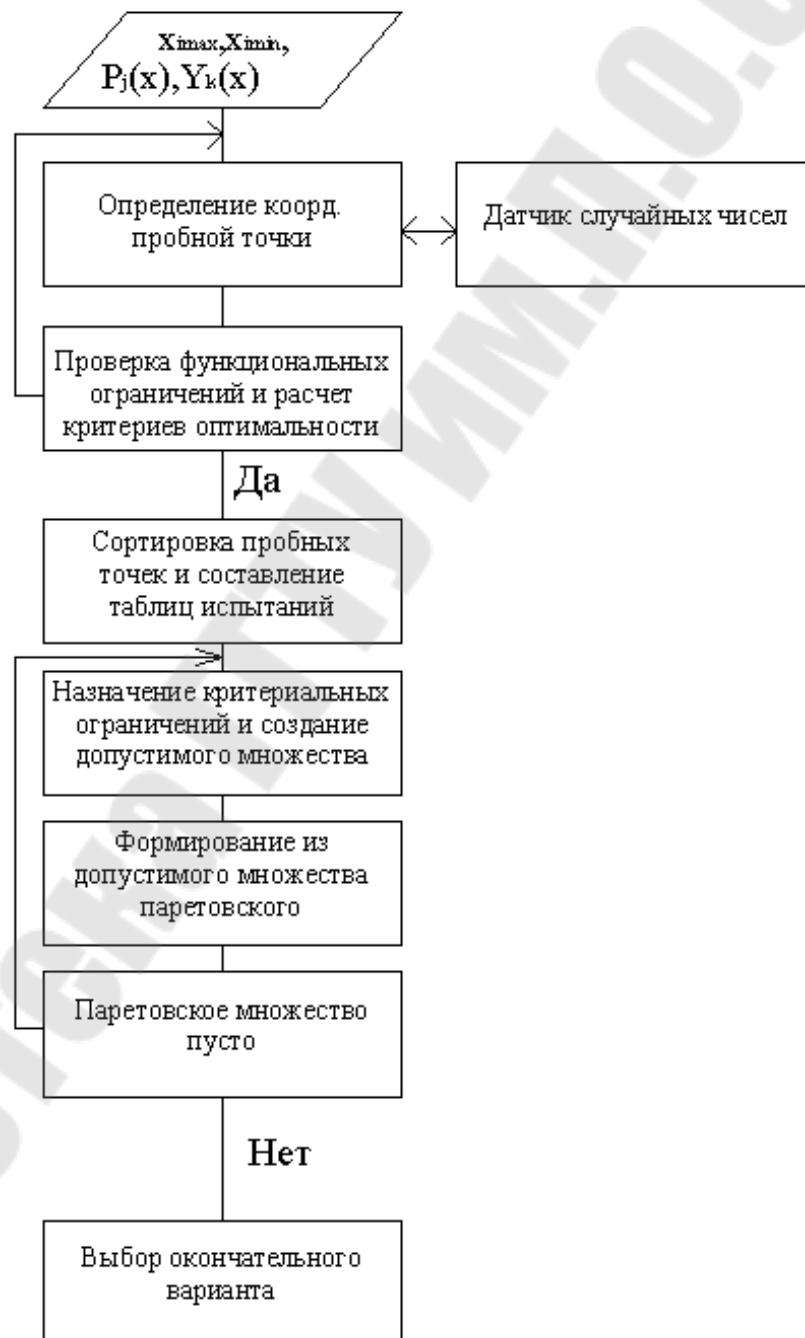 Ximax,Ximin,
Pj(x),Yk(x)
Определение коорд.
пробной точки
Датчик случайных чисел
Проверка функциональных
ограничений и расчет
критериев оптимальности
Да
Сортировка пробных
точек и составление
таблиц испытаний
Назначение критериальных
ограничений и создание
допустимого множества
Формирование из
допустимого множества
паретовского
Паретовское множество
пусто
Нет
Выбор окончательного
варианта